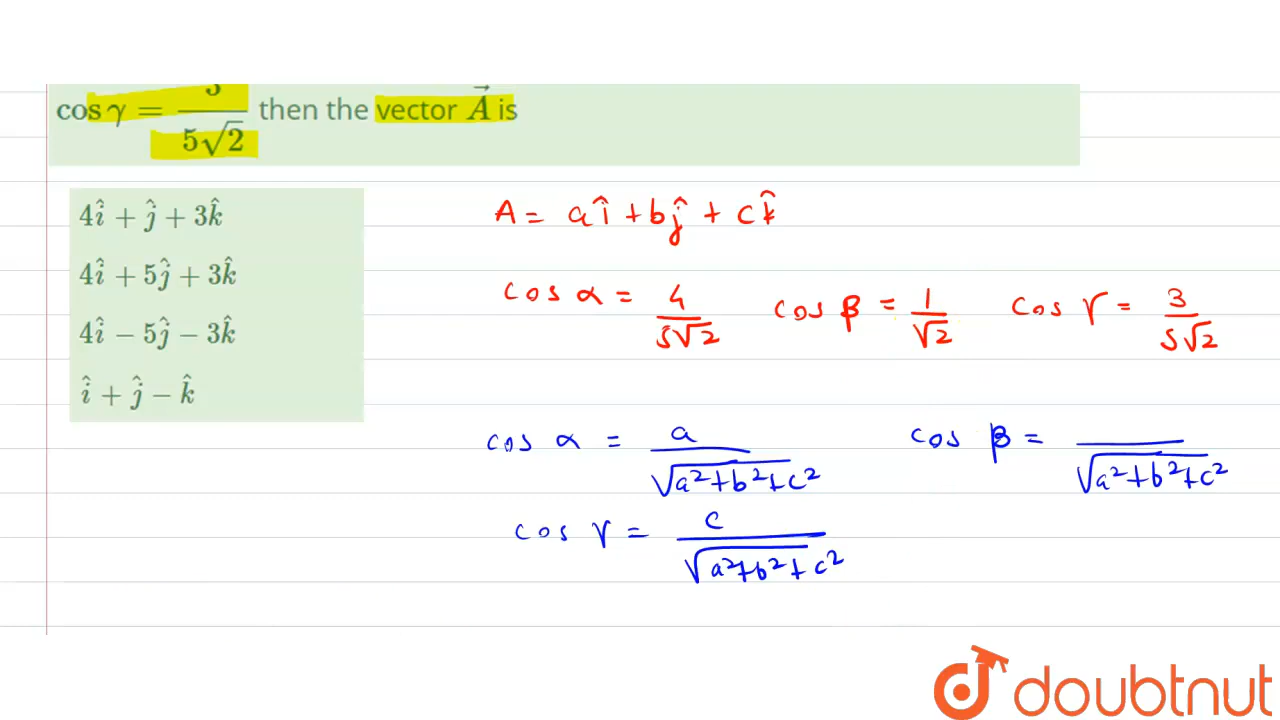 cos γ = 3/(5√2) then the vector A⃗ is
4î + ĵ + 3k̂
4î + 5ĵ + 3k̂
4î − 5ĵ − 3k̂
î + ĵ − k̂
A = aî + bĵ + ck̂
cos α = 4/(5√2) cos β = 1/√2 cos γ = 3/(5√2)
cos α = a/√(a²+b²+c²) cos β = /√(a²+b²+c²)
cos γ = c/√(a²+b²+c²)
doubtnut